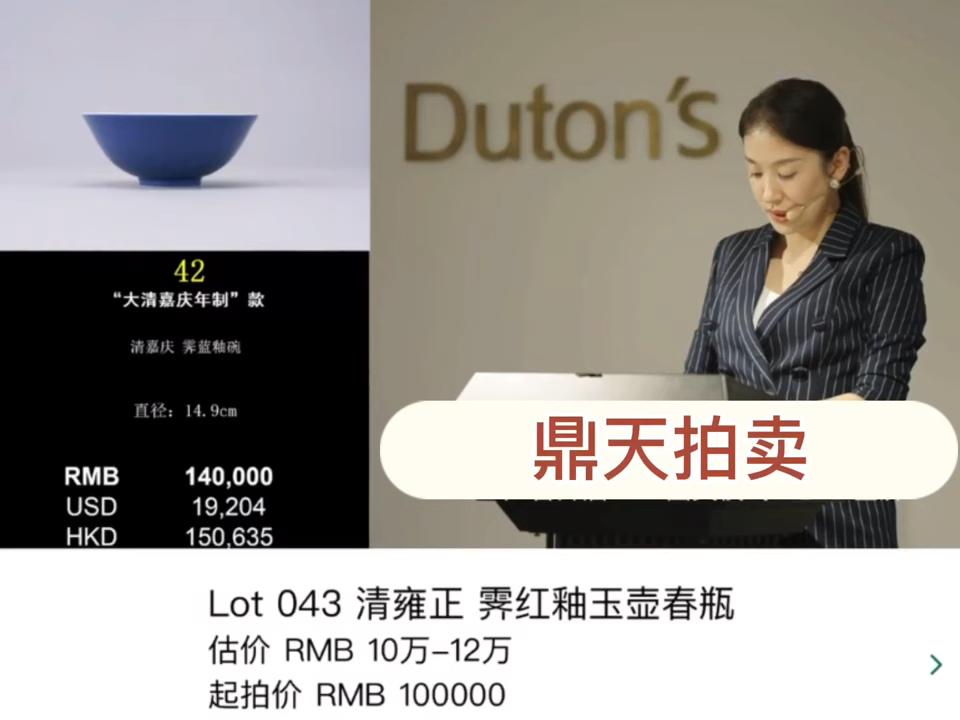 Duton's
42
“大清嘉庆年制”款
清嘉庆 霁蓝釉碗
直径：14.9cm
RMB 140,000
USD 19,204
HKD 150,635
鼎天拍卖
Lot 043 清雍正 霁红釉玉壶春瓶
估价 RMB 10万-12万
起拍价 RMB 100000